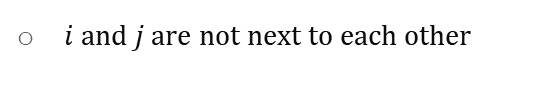 ○ i and j are not next to each other